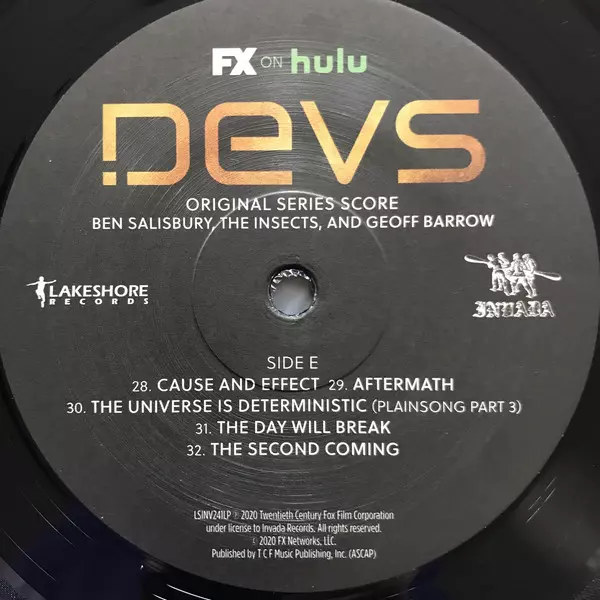 FX ON hulu
DEVS
ORIGINAL SERIES SCORE
BEN SALISBURY, THE INSECTS, AND GEOFF BARROW
LAKESHORE
RECORDS
INVADA
SIDE E
28. CAUSE AND EFFECT 29. AFTERMATH
30. THE UNIVERSE IS DETERMINISTIC (PLAINSONG PART 3)
31. THE DAY WILL BREAK
32. THE SECOND COMING
LSINV241LP ℗ 2020 Twentieth Century Fox Film Corporation
under license to Invada Records. All rights reserved.
© 2020 FX Networks, LLC.
Published by T C F Music Publishing, Inc. (ASCAP)